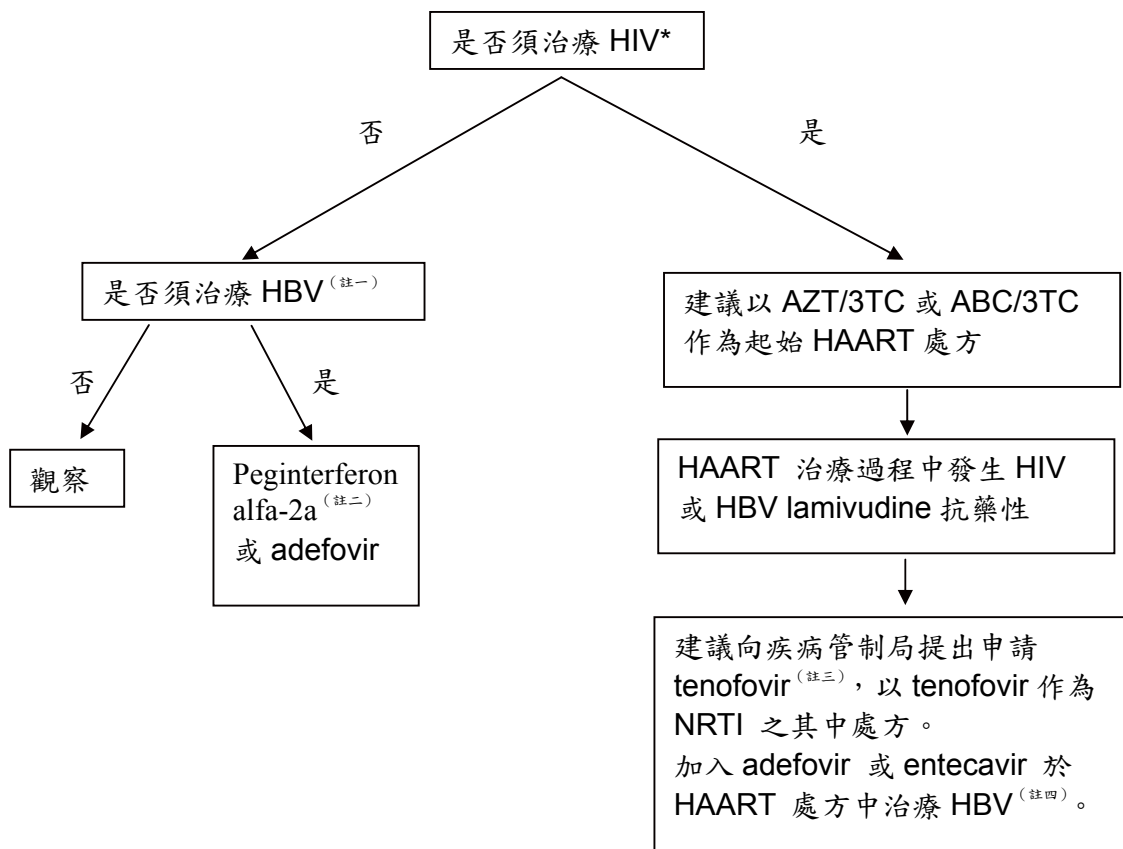 是否須治療 HIV*
否
是
是否須治療 HBV（註一）
建議以 AZT/3TC 或 ABC/3TC
作為起始 HAART 處方
否
是
觀察
Peginterferon
alfa-2a（註二）
或 adefovir
HAART 治療過程中發生 HIV
或 HBV lamivudine 抗藥性
建議向疾病管制局提出申請
tenofovir（註三），以 tenofovir 作為
NRTI 之其中處方。
加入 adefovir 或 entecavir 於
HAART 處方中治療 HBV（註四）。